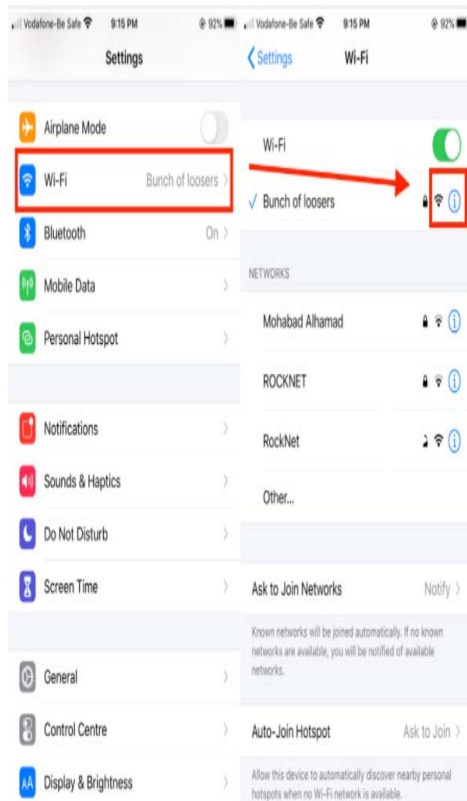 Vodafone-Be Safe 9:15 PM 92%
Settings
Airplane Mode
Wi-Fi Bunch of loosers
Bluetooth On
Mobile Data
Personal Hotspot
Notifications
Sounds & Haptics
Do Not Disturb
Screen Time
General
Control Centre
AA Display & Brightness
Vodafone-Be Safe 9:15 PM 92%
Settings Wi-Fi
Wi-Fi
Bunch of loosers
NETWORKS
Mohabad Alhamad
ROCKNET
RockNet
Other...
Ask to Join Networks Notify
Known networks will be joined automatically. If no known
networks are available, you will be notified of available
networks.
Auto-Join Hotspot Ask to Join
Allow this device to automatically discover nearby personal
hotspots when no Wi-Fi network is available.